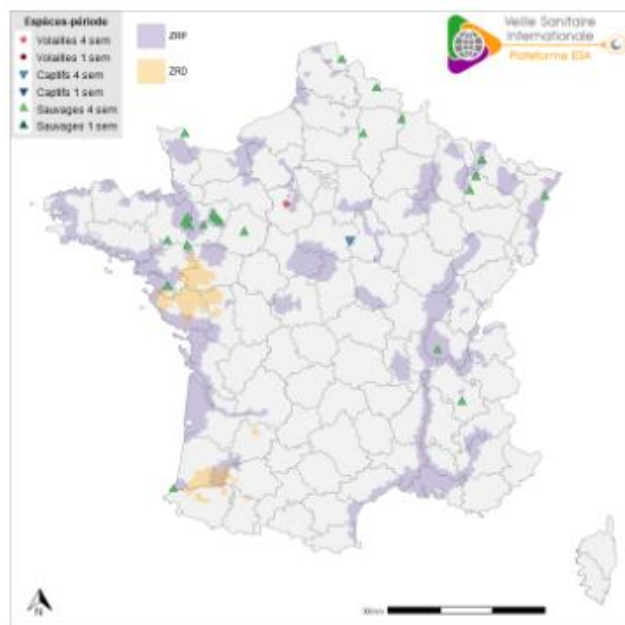 Espèces-période
Volailles 4 sem
Volailles 1 sem
Captifs 4 sem
Captifs 1 sem
Sauvages 4 sem
Sauvages 1 sem
ZRP
ZRD
Veille Sanitaire
Internationale
Plateforme ESA
N